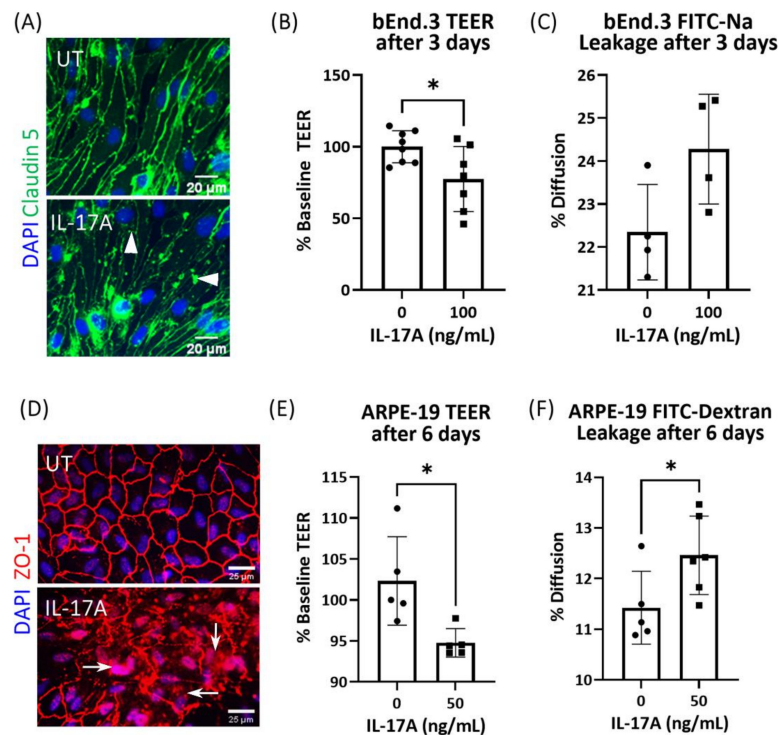 (A)
UT
20 µm
IL-17A
20 µm
DAPI Claudin 5
(B)
bEnd.3 TEER
after 3 days
*
% Baseline TEER
150
100
50
0
0 100
IL-17A (ng/mL)
(C)
bEnd.3 FITC-Na
Leakage after 3 days
% Diffusion
26
25
24
23
22
21
0 100
IL-17A (ng/mL)
(D)
UT
25 µm
IL-17A
25 µm
DAPI ZO-1
(E)
ARPE-19 TEER
after 6 days
*
% Baseline TEER
115
110
105
100
95
90
0 50
IL-17A (ng/mL)
(F)
ARPE-19 FITC-Dextran
Leakage after 6 days
*
% Diffusion
14
13
12
11
10
0 50
IL-17A (ng/mL)